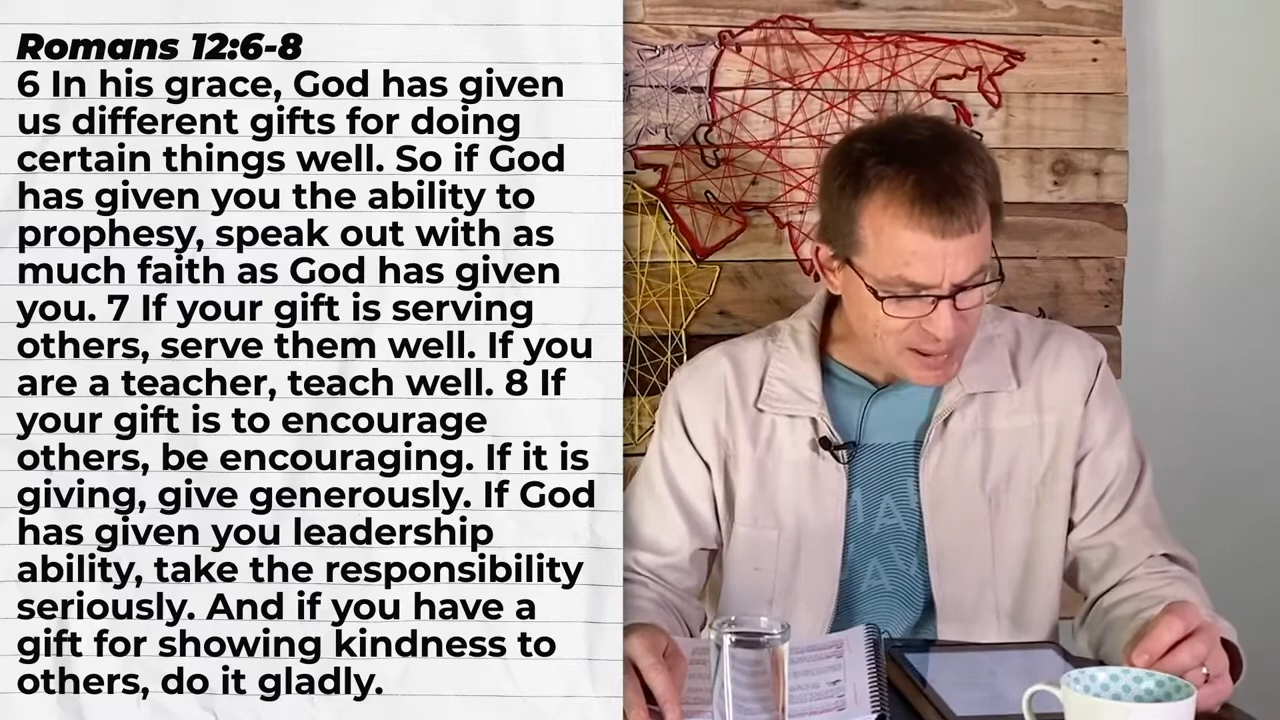 Romans 12:6-8
6 In his grace, God has given
us different gifts for doing
certain things well. So if God
has given you the ability to
prophesy, speak out with as
much faith as God has given
you. 7 If your gift is serving
others, serve them well. If you
are a teacher, teach well. 8 If
your gift is to encourage
others, be encouraging. If it is
giving, give generously. If God
has given you leadership
ability, take the responsibility
seriously. And if you have a
gift for showing kindness to
others, do it gladly.